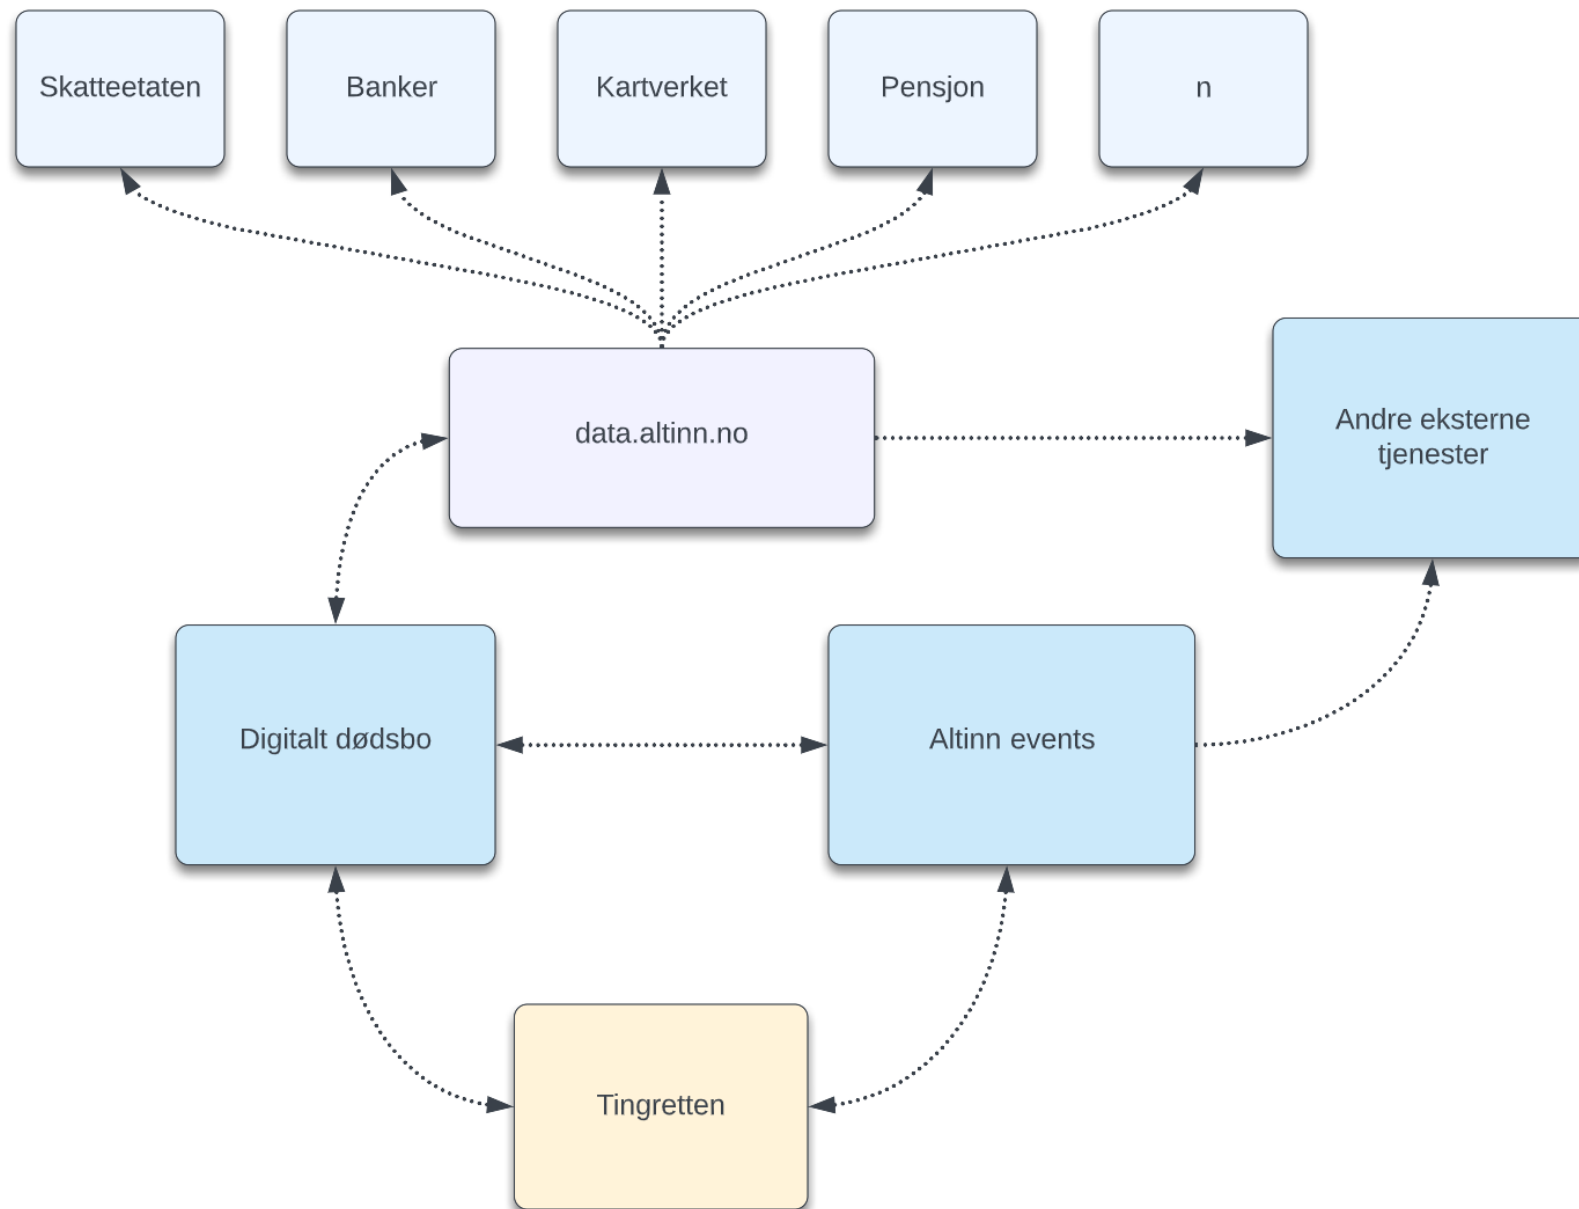 Skatteetaten
Banker
Kartverket
Pensjon
n
data.altinn.no
Andre eksterne
tjenester
Digitalt dødsbo
Altinn events
Tingretten